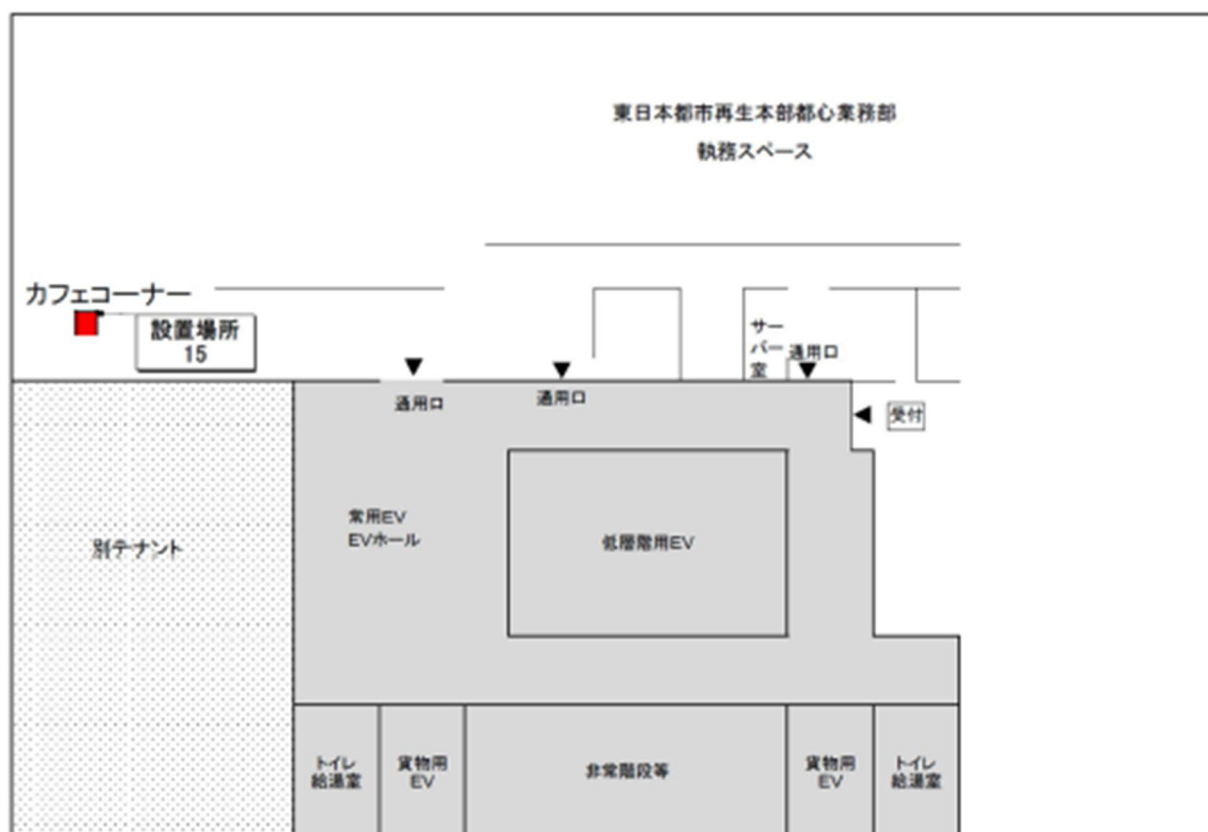 東日本都市再生本部都心業務部
執務スペース
カフェコーナー
設置場所
15
サー
バー
室
通用口
通用口
通用口
受付
常用EV
EVホール
低層階用EV
別テナント
トイレ
給湯室
貨物用
EV
非常階段等
貨物用
EV
トイレ
給湯室